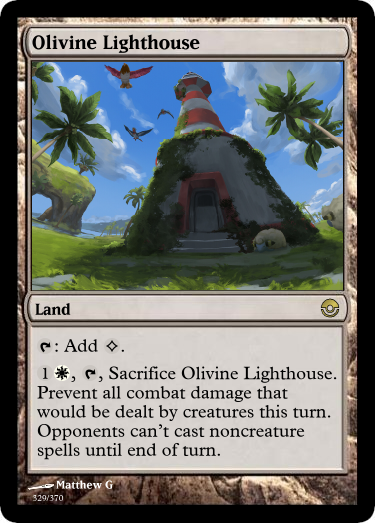 Olivine Lighthouse
Land
: Add .
1 , , Sacrifice Olivine Lighthouse.
Prevent all combat damage that
would be dealt by creatures this turn.
Opponents can't cast noncreature
spells until end of turn.
Matthew G
329/370